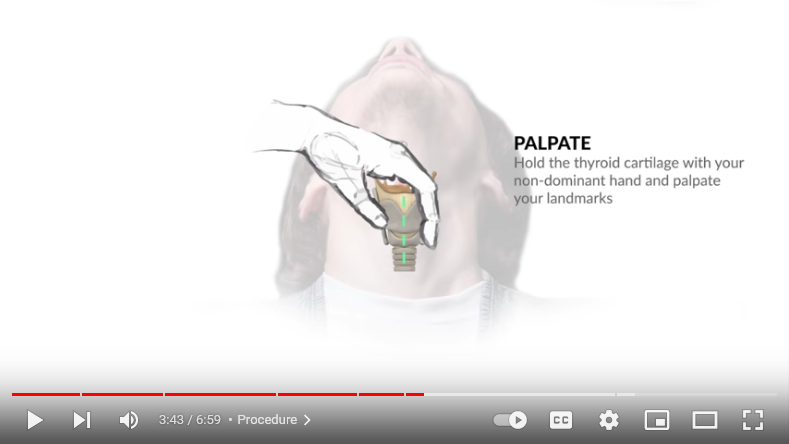 PALPATE
Hold the thyroid cartilage with your
non-dominant hand and palpate
your landmarks
3:43 / 6:59 • Procedure
CC